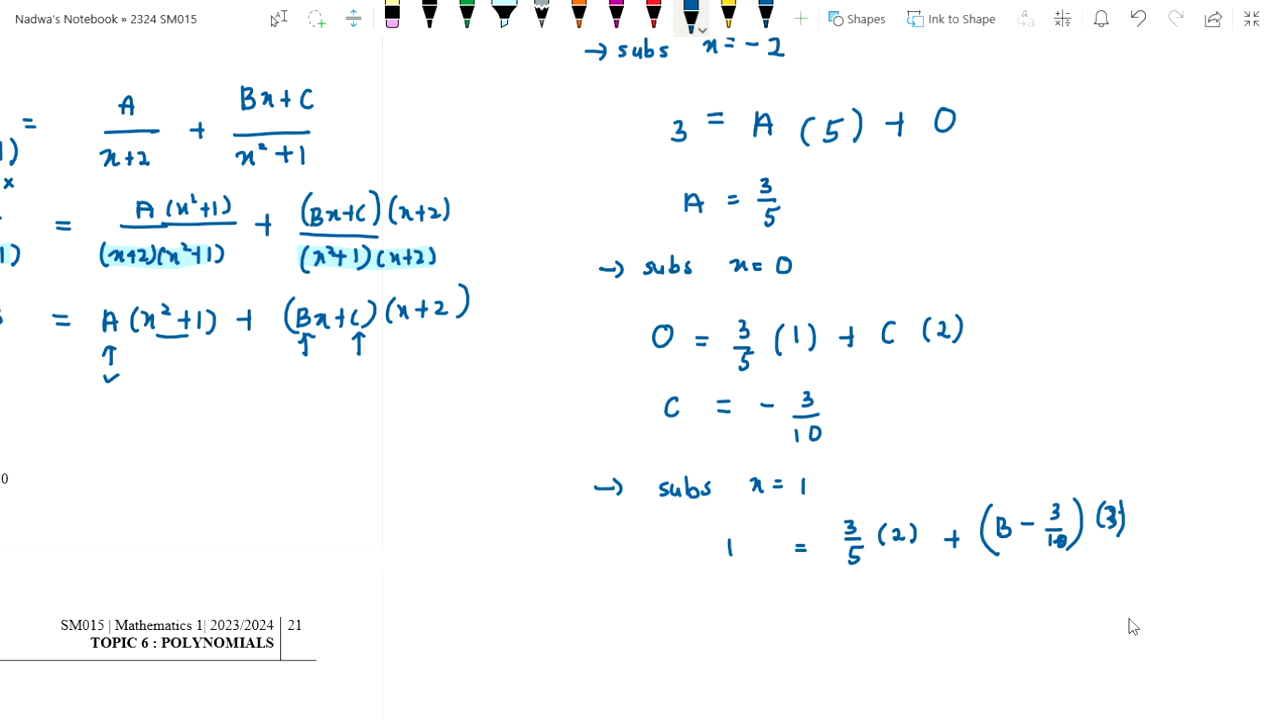 Nadwa's Notebook » 2324 SM015
Shapes
Ink to Shape
= A/(x+2) + (Bx+C)/(x²+1)
1)
x
= A(x²+1)/((x+2)(x²+1)) + (Bx+C)(x+2)/((x²+1)(x+2))
1)
= A(x²+1) + (Bx+C)(x+2)
↑ ↑ ↑
✓
0
SM015 | Mathematics 1| 2023/2024 21
TOPIC 6 : POLYNOMIALS
→ subs x = -2
3 = A (5) + 0
A = 3/5
→ subs x = 0
0 = 3/5 (1) + C (2)
C = - 3/10
→ subs x = 1
1 = 3/5 (2) + (B - 3/10) (3)